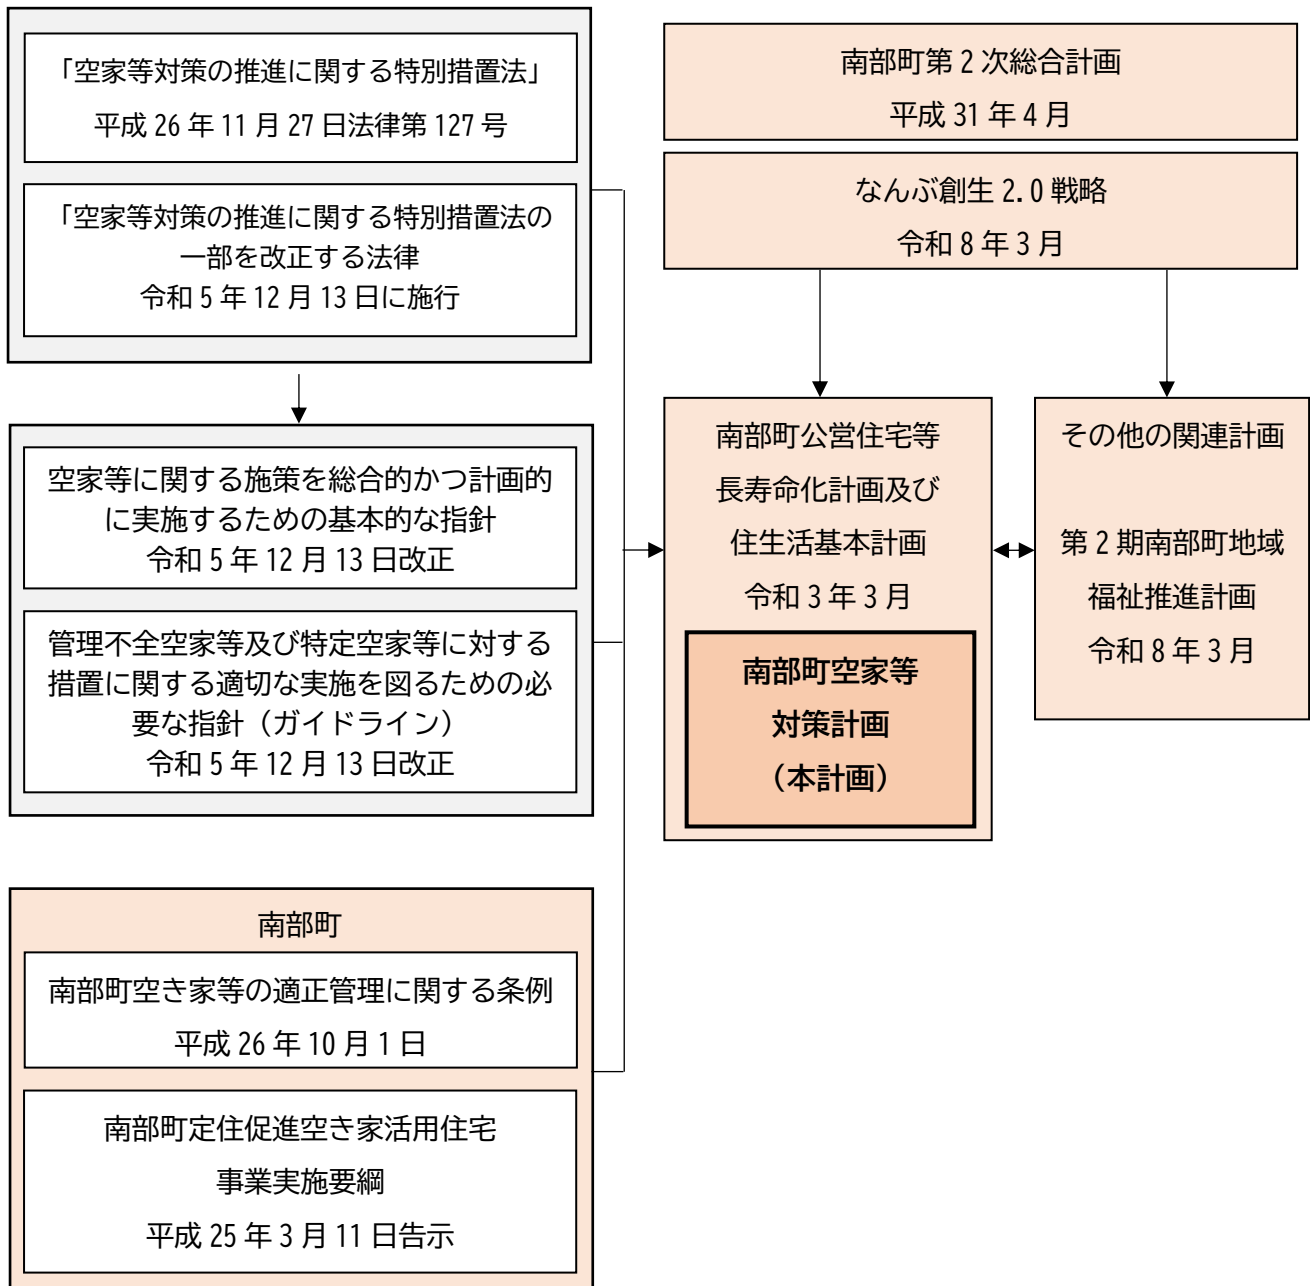 「空家等対策の推進に関する特別措置法」
平成 26 年 11 月 27 日法律第 127 号
「空家等対策の推進に関する特別措置法の
一部を改正する法律
令和 5 年 12 月 13 日に施行
空家等に関する施策を総合的かつ計画的
に実施するための基本的な指針
令和 5 年 12 月 13 日改正
管理不全空家等及び特定空家等に対する
措置に関する適切な実施を図るための必
要な指針（ガイドライン）
令和 5 年 12 月 13 日改正
南部町
南部町空き家等の適正管理に関する条例
平成 26 年 10 月 1 日
南部町定住促進空き家活用住宅
事業実施要綱
平成 25 年 3 月 11 日告示
南部町第 2 次総合計画
平成 31 年 4 月
なんぶ創生 2.0 戦略
令和 8 年 3 月
南部町公営住宅等
長寿命化計画及び
住生活基本計画
令和 3 年 3 月
南部町空家等
対策計画
（本計画）
その他の関連計画
第 2 期南部町地域
福祉推進計画
令和 8 年 3 月